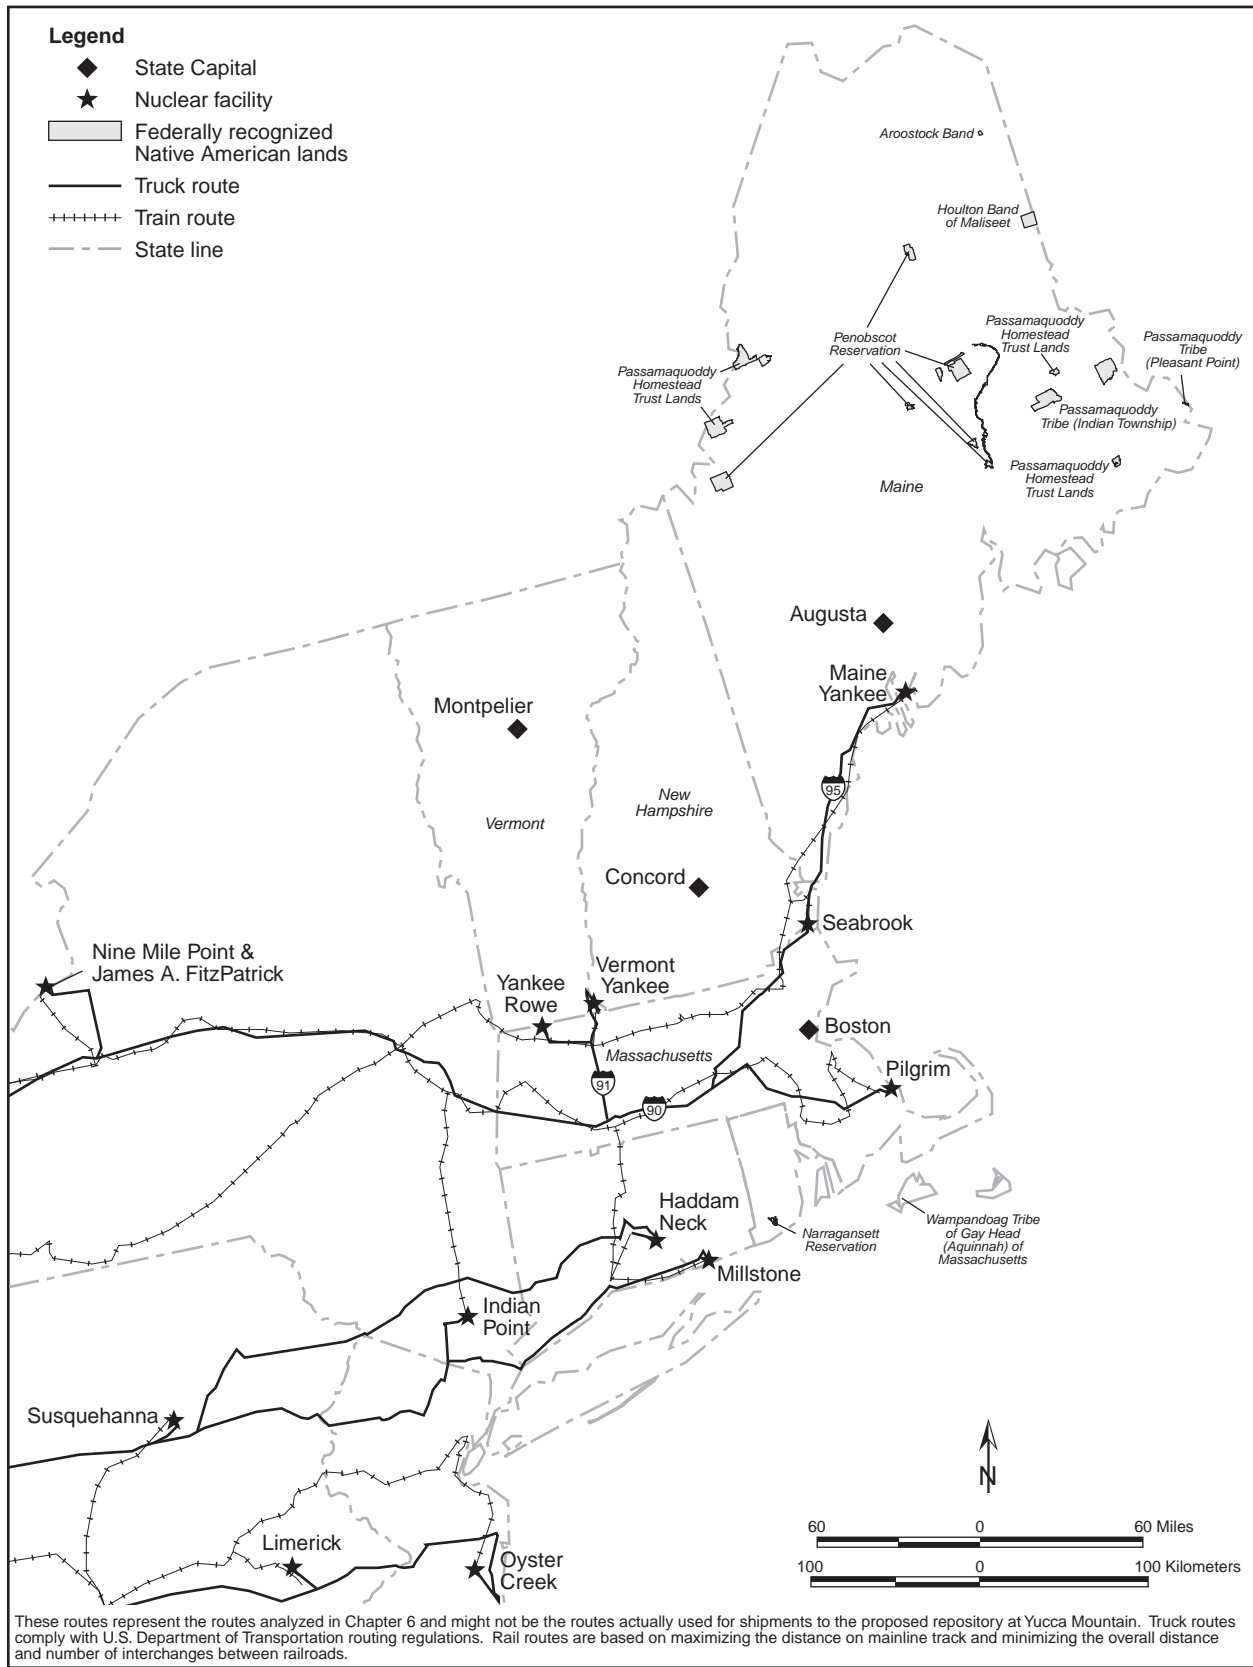 Legend
State Capital
Nuclear facility
Federally recognized
Native American lands
Truck route
Train route
State line
Aroostock Band
Houlton Band
of Maliseet
Penobscot
Reservation
Passamaquoddy
Homestead
Trust Lands
Passamaquoddy
Tribe
(Pleasant Point)
Passamaquoddy
Homestead
Trust Lands
Passamaquoddy
Tribe (Indian Township)
Passamaquoddy
Homestead
Trust Lands
Maine
Augusta
Maine
Yankee
Montpelier
95
New
Hampshire
Vermont
Concord
Seabrook
Nine Mile Point &
James A. FitzPatrick
Yankee
Rowe
Vermont
Yankee
Boston
Massachusetts
Pilgrim
91
90
Haddam
Neck
Narragansett
Reservation
Wampandoag Tribe
of Gay Head
(Aquinnah) of
Massachusetts
Millstone
Indian
Point
Susquehanna
N
Limerick
Oyster
Creek
60 0 60 Miles
100 0 100 Kilometers
These routes represent the routes analyzed in Chapter 6 and might not be the routes actually used for shipments to the proposed repository at Yucca Mountain. Truck routes
comply with U.S. Department of Transportation routing regulations. Rail routes are based on maximizing the distance on mainline track and minimizing the overall distance
and number of interchanges between railroads.